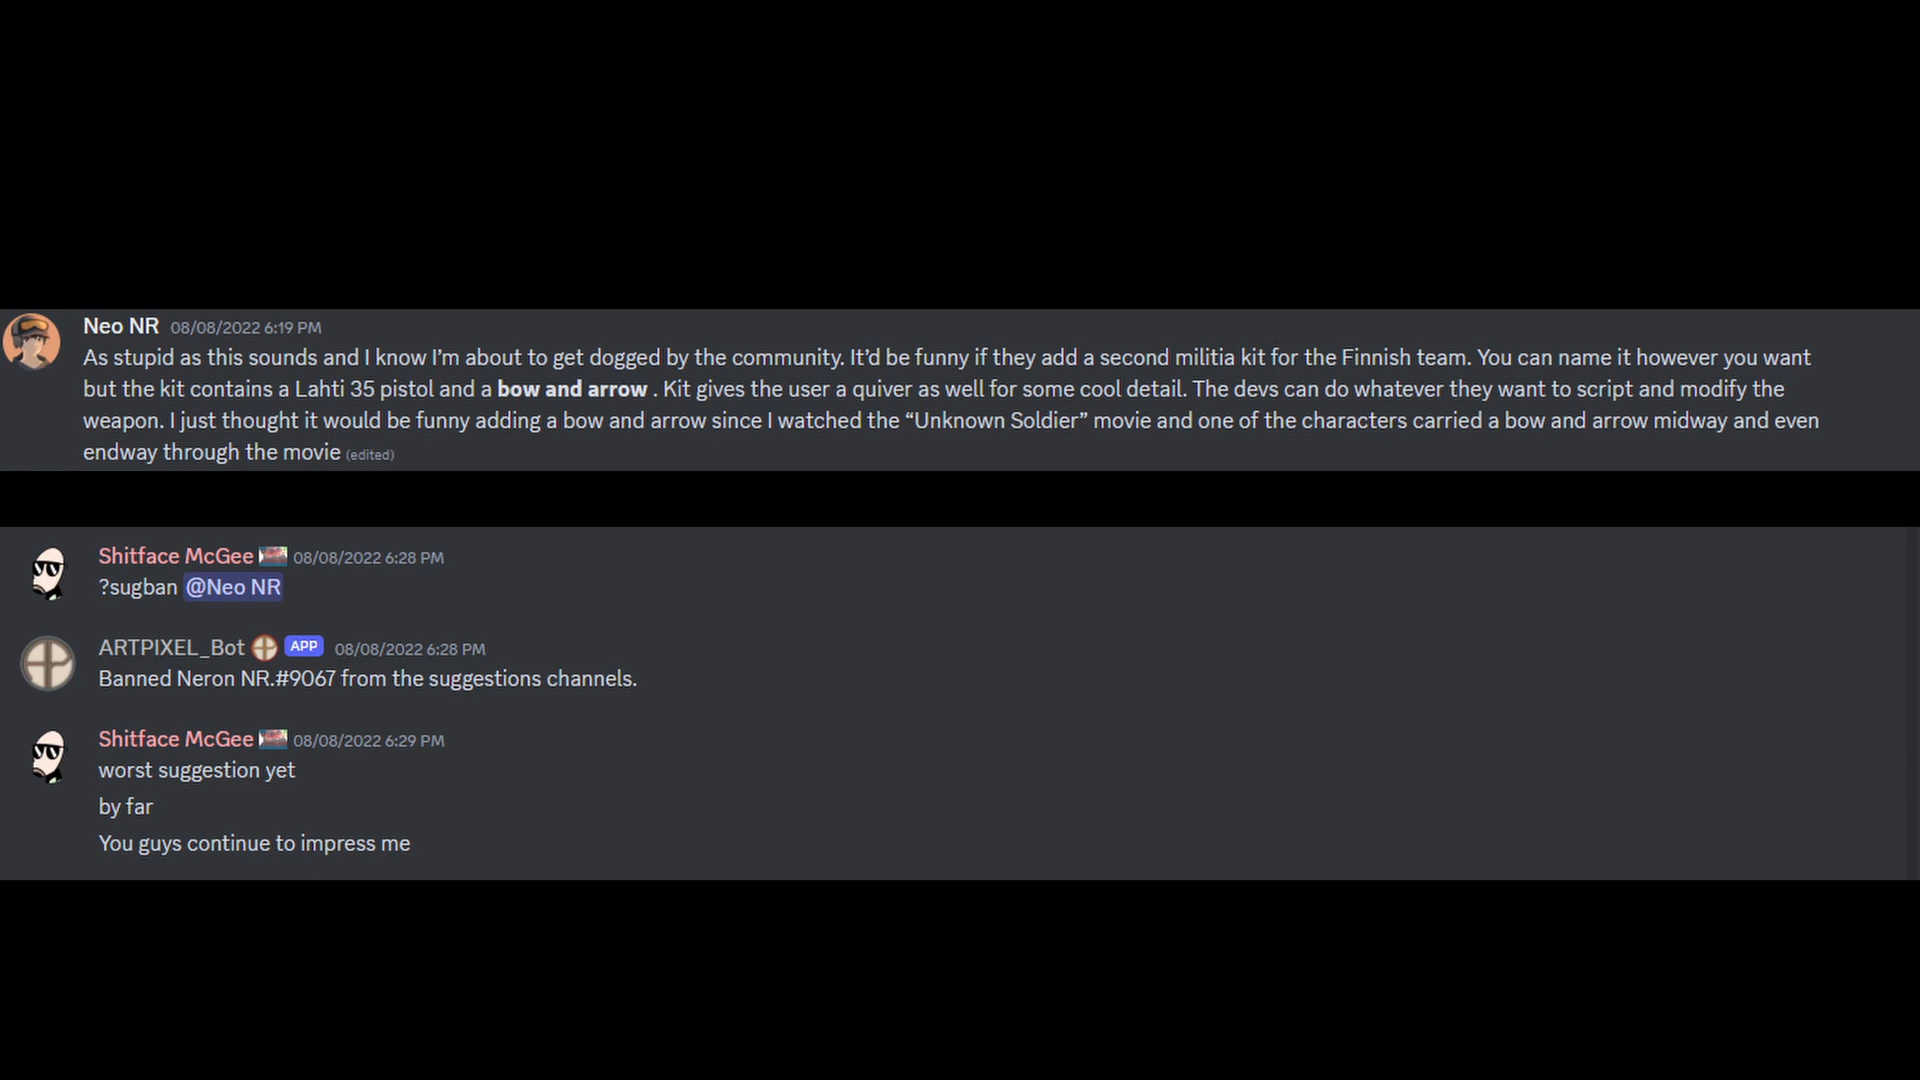 Neo NR 08/08/2022 6:19 PM
As stupid as this sounds and I know I’m about to get dogged by the community. It’d be funny if they add a second militia kit for the Finnish team. You can name it however you want
but the kit contains a Lahti 35 pistol and a bow and arrow . Kit gives the user a quiver as well for some cool detail. The devs can do whatever they want to script and modify the
weapon. I just thought it would be funny adding a bow and arrow since I watched the “Unknown Soldier” movie and one of the characters carried a bow and arrow midway and even
endway through the movie (edited)
Shitface McGee 08/08/2022 6:28 PM
?sugban @Neo NR
ARTPIXEL_Bot APP 08/08/2022 6:28 PM
Banned Neron NR.#9067 from the suggestions channels.
Shitface McGee 08/08/2022 6:29 PM
worst suggestion yet
by far
You guys continue to impress me